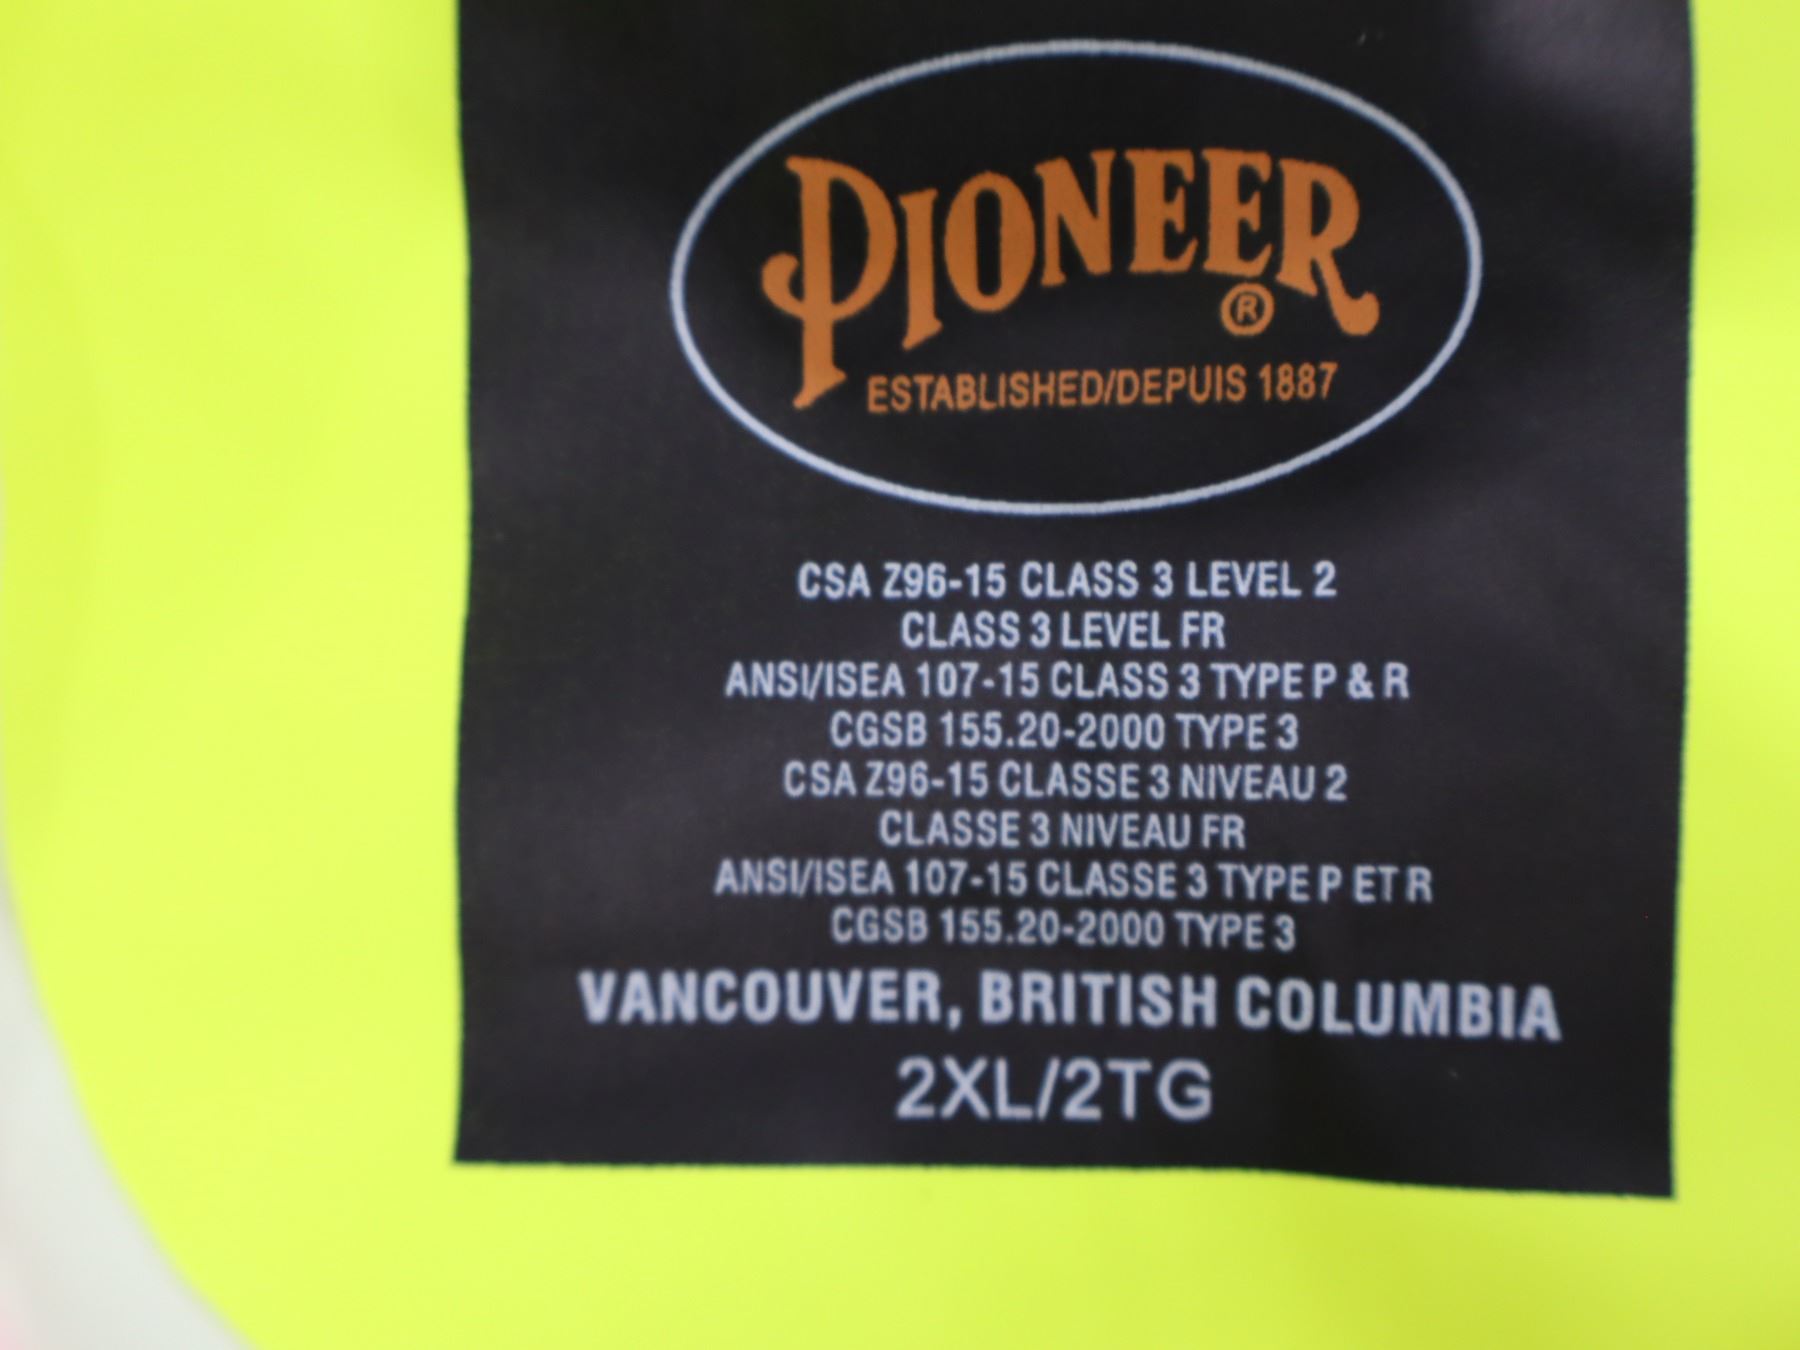 PIONEER
®
ESTABLISHED/DEPUIS 1887
CSA Z96-15 CLASS 3 LEVEL 2
CLASS 3 LEVEL FR
ANSI/ISEA 107-15 CLASS 3 TYPE P & R
CGSB 155.20-2000 TYPE 3
CSA Z96-15 CLASSE 3 NIVEAU 2
CLASSE 3 NIVEAU FR
ANSI/ISEA 107-15 CLASSE 3 TYPE P ET R
CGSB 155.20-2000 TYPE 3
VANCOUVER, BRITISH COLUMBIA
2XL/2TG